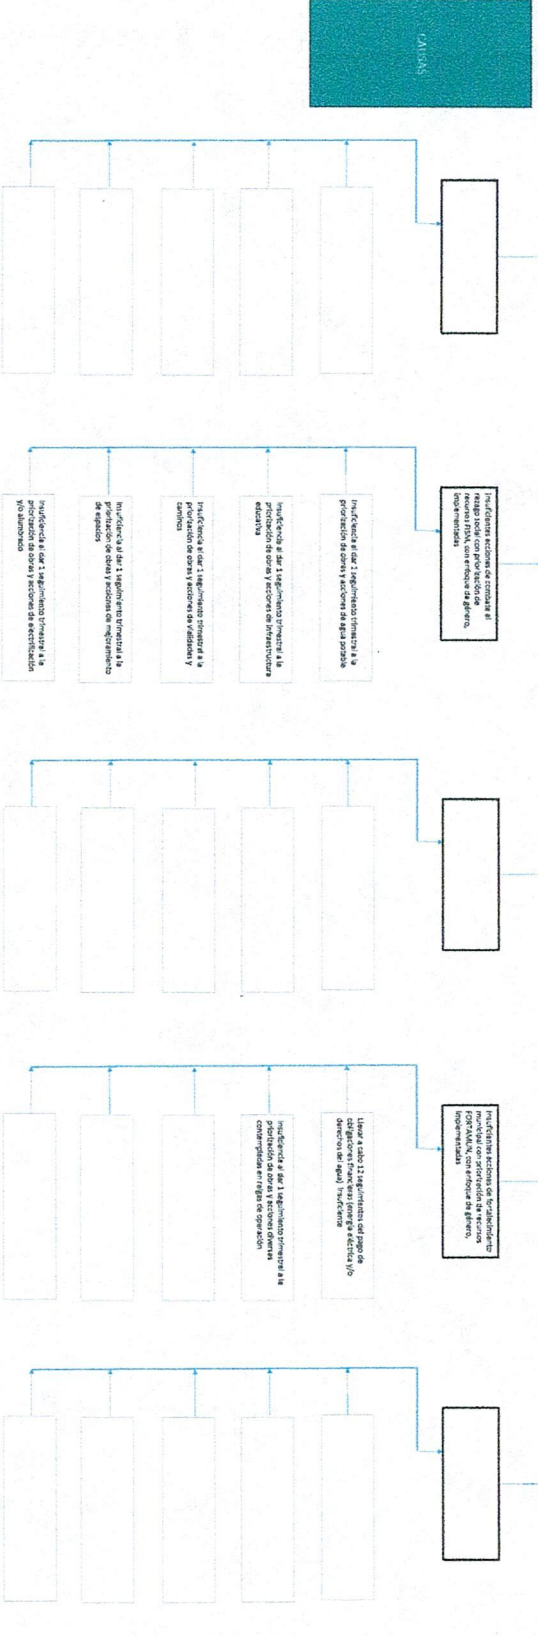 CAUSAS
Insuficientes acciones de combate al
rezago social con priorización de
recursos FISM, con enfoque de género,
implementadas
Insuficiencia al dar 1 seguimiento trimestral a la
priorización de obras y acciones de agua potable
Insuficiencia al dar 1 seguimiento trimestral a la
priorización de obras y acciones de infraestructura
educativa
Insuficiencia al dar 1 seguimiento trimestral a la
priorización de obras y acciones de vialidades y
caminos
Insuficiencia al dar 1 seguimiento trimestral a la
priorización de obras y acciones de mejoramiento
de espacios
Insuficiencia al dar 1 seguimiento trimestral a la
priorización de obras y acciones de electrificación
y/o alumbrado
Insuficientes acciones de fortalecimiento
municipal con priorización de recursos
FORTAMUN, con enfoque de género,
implementadas
Llevar a cabo 12 seguimientos del pago de
obligaciones financieras (energía eléctrica y/o
derechos del agua) insuficiente
Insuficiencia al dar 1 seguimiento trimestral a la
priorización de obras y acciones diversas
contempladas en reglas de operación